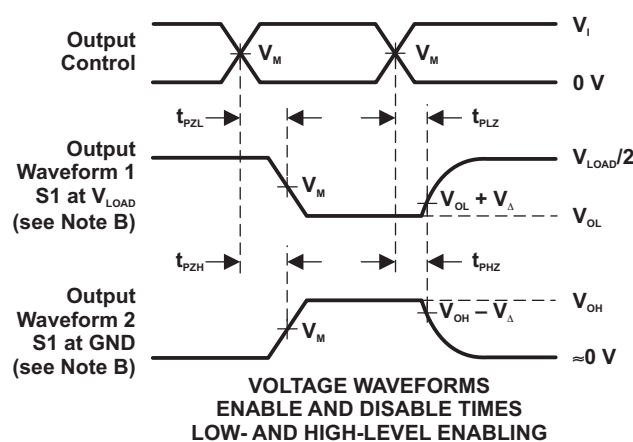 Output
Control
V_M
V_M
V_I
0 V
t_PZL
t_PLZ
Output
Waveform 1
S1 at V_LOAD
(see Note B)
V_M
V_OL + V_Δ
V_LOAD/2
V_OL
t_PZH
t_PHZ
Output
Waveform 2
S1 at GND
(see Note B)
V_M
V_OH − V_Δ
V_OH
≈0 V
VOLTAGE WAVEFORMS
ENABLE AND DISABLE TIMES
LOW- AND HIGH-LEVEL ENABLING